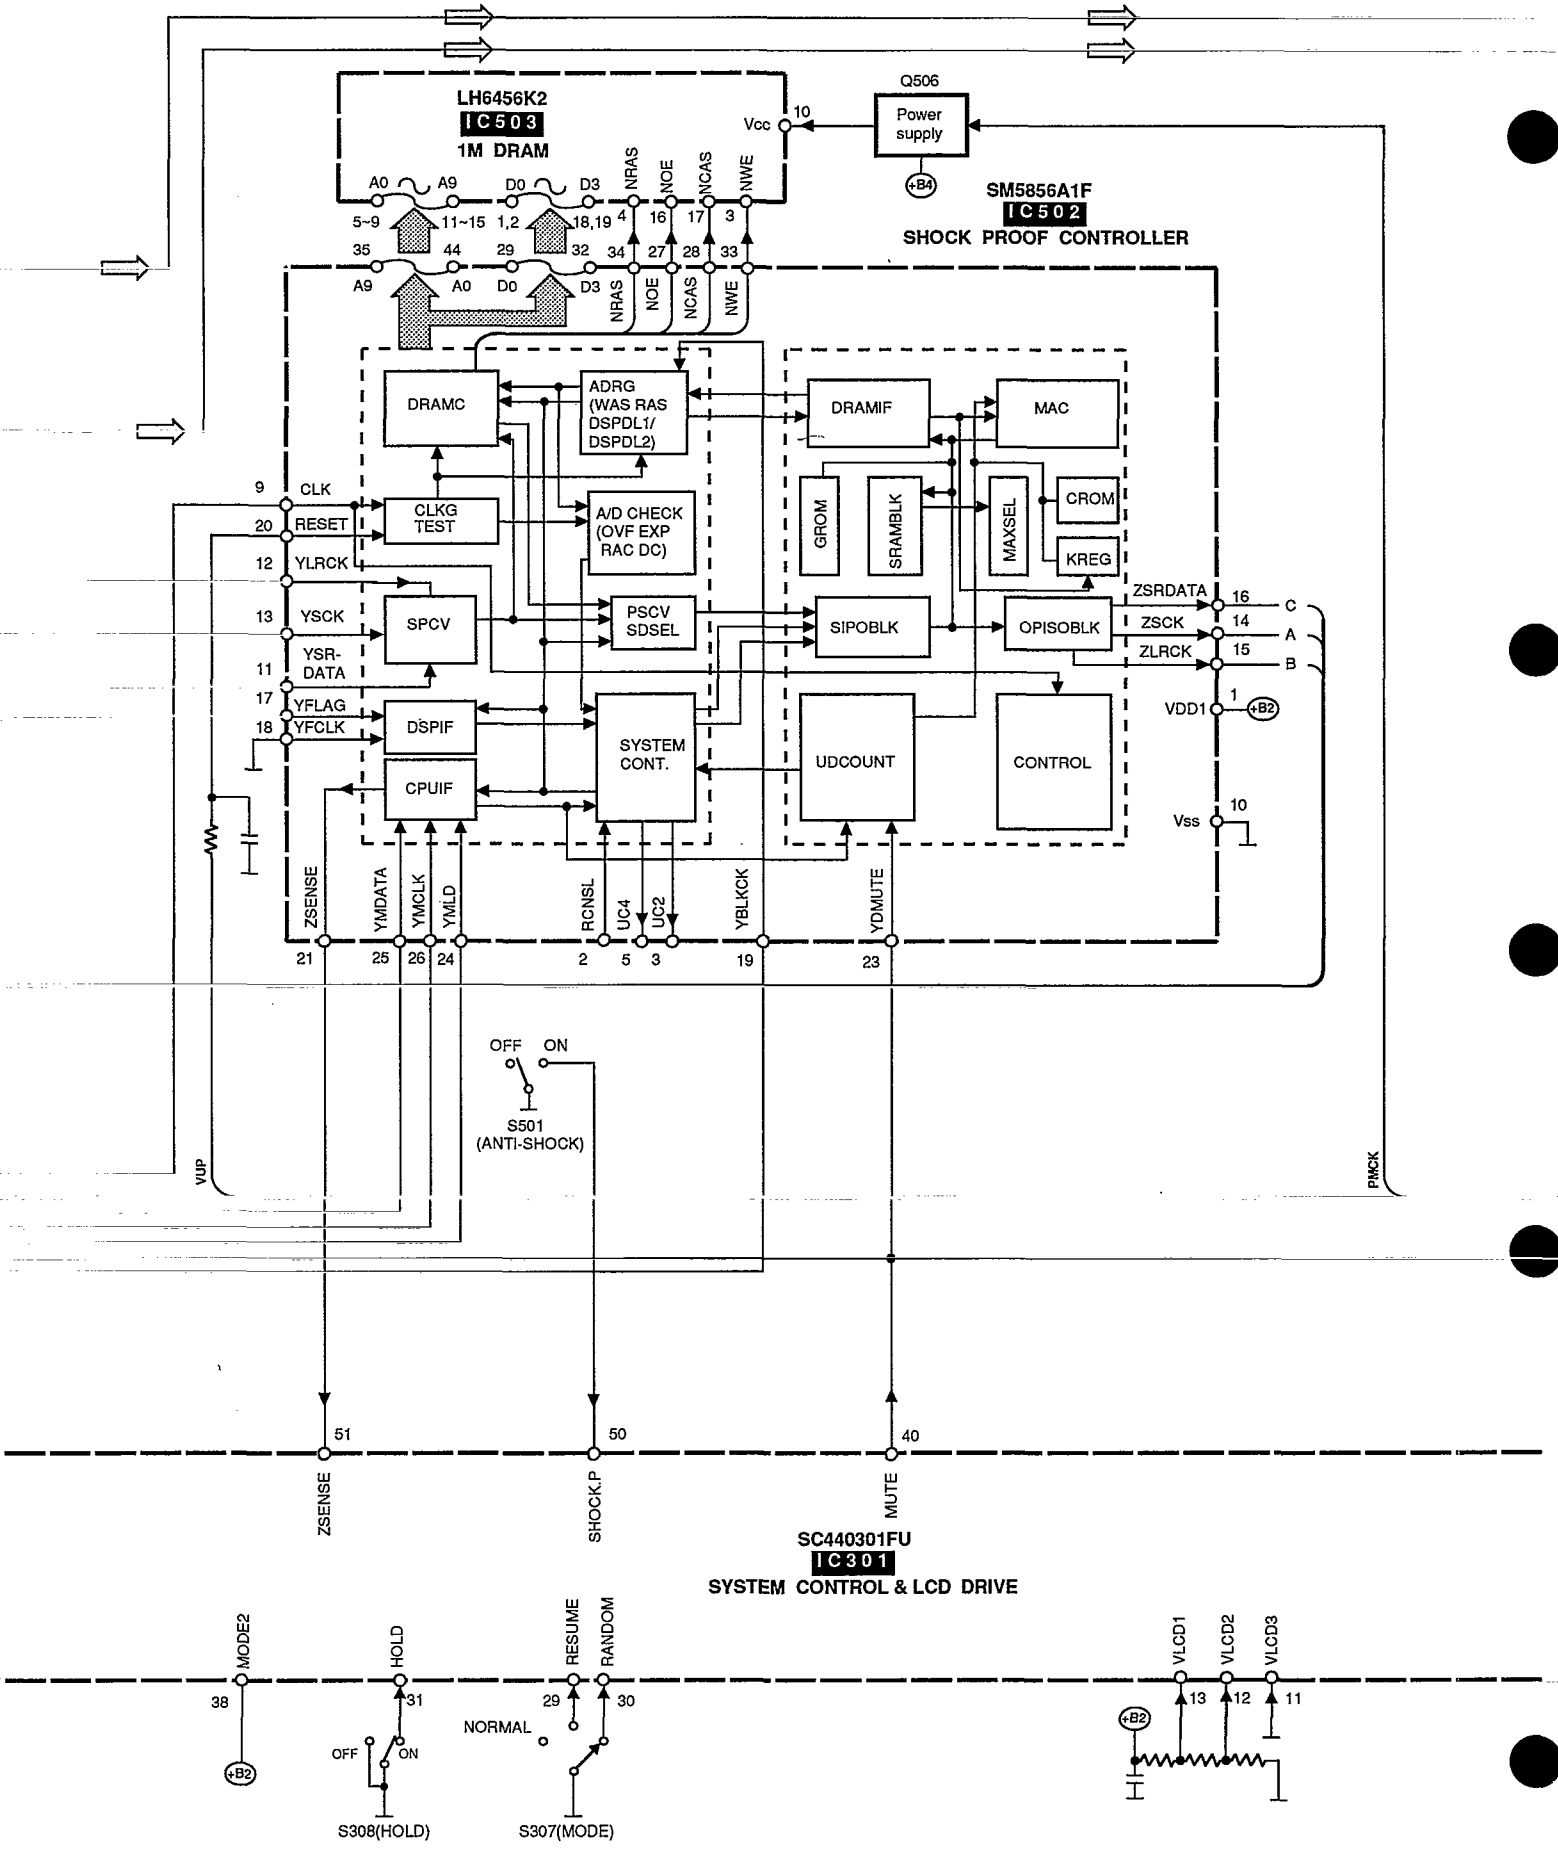 LH6456K2
IC503
1M DRAM
Vcc
10
Q506
Power
supply
+B4
SM5856A1F
IC502
SHOCK PROOF CONTROLLER
A0 A9 D0 D3 NRAS NOE NCAS NWE
5~9 11~15 1,2 18,19 4 16 17 3
35 44 29 32 34 27 28 33
A9 A0 D0 D3 NRAS NOE NCAS NWE
DRAMC
ADRG
(WAS RAS
DSPDL1/
DSPDL2)
DRAMIF
MAC
9 CLK
20 RESET
CLKG
TEST
A/D CHECK
(OVF EXP
RAC DC)
GROM
SRAMBLK
MAXSEL
CROM
KREG
12 YLRCK
13 YSCK
SPCV
PSCV
SDSEL
SIPOBLK
OPISOBLK
ZSRDATA 16 C
ZSCK 14 A
ZLRCK 15 B
11 YSR-
DATA
17 YFLAG
18 YFCLK
DSPIF
CPUIF
SYSTEM
CONT.
UDCOUNT
CONTROL
VDD1 1 +B2
Vss 10
ZSENSE YMDATA YMCLK YMLD RCNSL UC4 UC2 YBLKCK YDMUTE
21 25 26 24 2 5 3 19 23
OFF ON
S501
(ANTI-SHOCK)
VUP
PMCK
51 50 40
ZSENSE SHOCK.P MUTE
SC440301FU
IC301
SYSTEM CONTROL & LCD DRIVE
MODE2 HOLD RESUME RANDOM VLCD1 VLCD2 VLCD3
38 31 29 30 13 12 11
NORMAL
OFF ON
+B2
+B2
S308(HOLD)
S307(MODE)